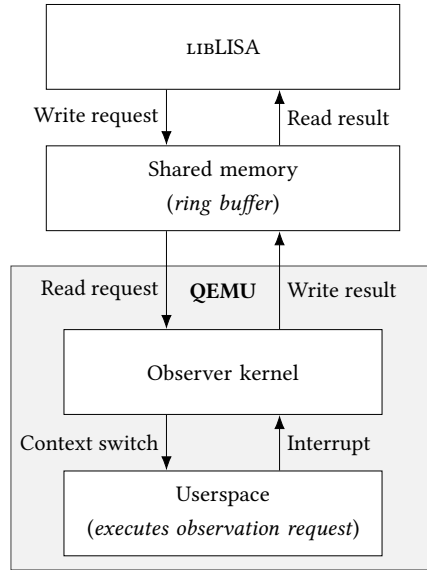 LIBLISA
Write request
Read result
Shared memory
(ring buffer)
Read request
QEMU
Write result
Observer kernel
Context switch
Interrupt
Userspace
(executes observation request)